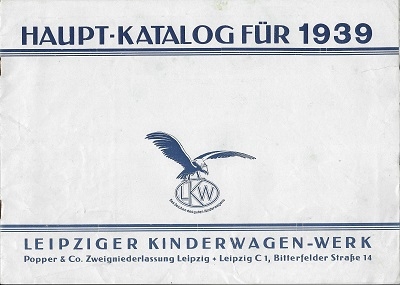 HAUPT-KATALOG FÜR 1939
LKW
LEIPZIGER KINDERWAGEN-WERK
Popper & Co. Zweigniederlassung Leipzig + Leipzig C 1, Bitterfelder Straße 14